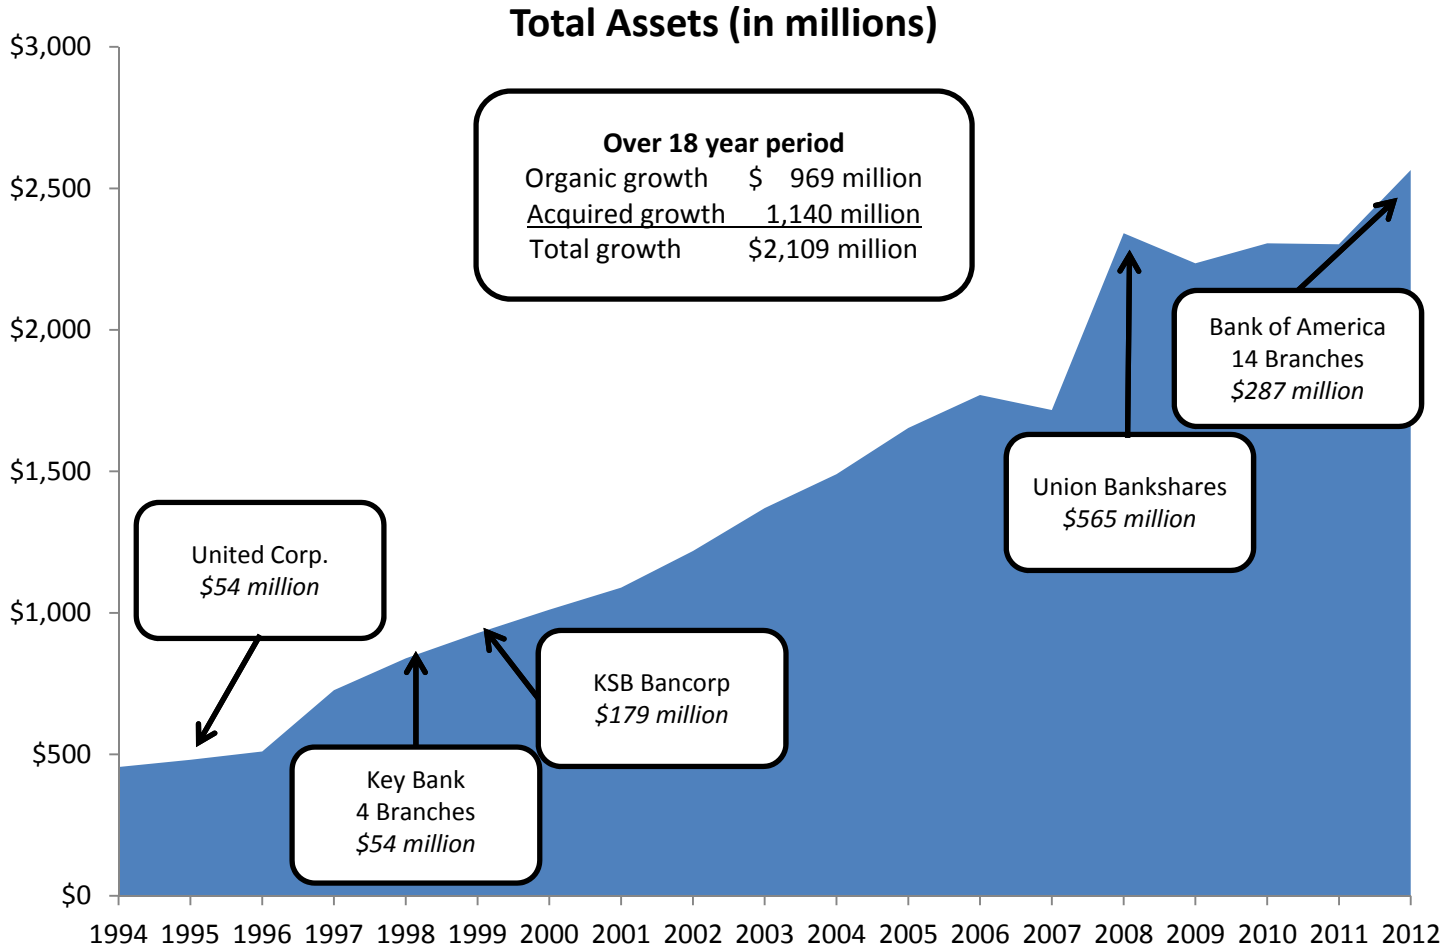 Total Assets (in millions)
$3,000
$2,500
$2,000
$1,500
$1,000
$500
$0
Over 18 year period
Organic growth $ 969 million
Acquired growth 1,140 million
Total growth $2,109 million
United Corp.
$54 million
Key Bank
4 Branches
$54 million
KSB Bancorp
$179 million
Union Bankshares
$565 million
Bank of America
14 Branches
$287 million
1994 1995 1996 1997 1998 1999 2000 2001 2002 2003 2004 2005 2006 2007 2008 2009 2010 2011 2012